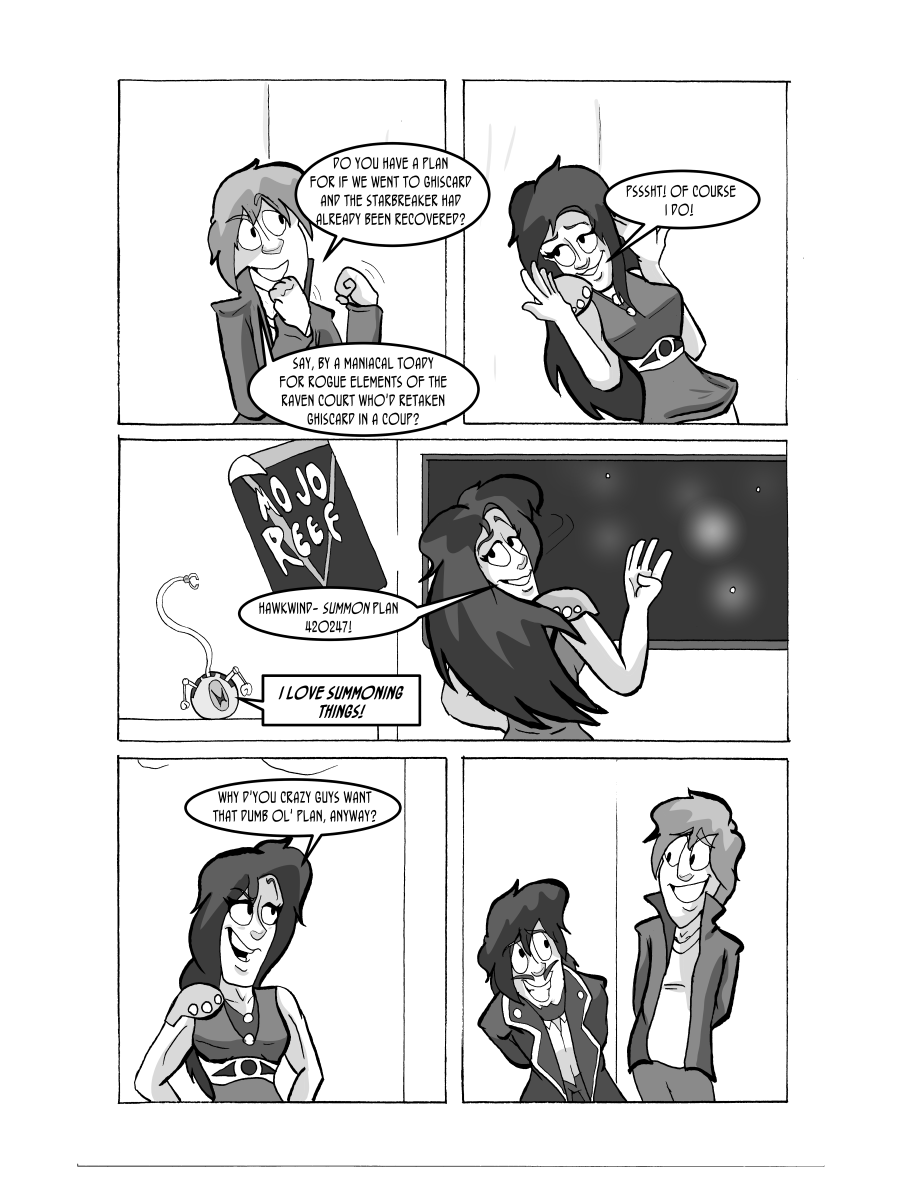 DO YOU HAVE A PLAN
FOR IF WE WENT TO GHISCARD
AND THE STARBREAKER HAD
ALREADY BEEN RECOVERED?
SAY, BY A MANIACAL TOADY
FOR ROGUE ELEMENTS OF THE
RAVEN COURT WHO'D RETAKEN
GHISCARD IN A COUP?
PSSSHT! OF COURSE
I DO!
MOJO
REEF
HAWKWIND- SUMMON PLAN
420247!
I LOVE SUMMONING
THINGS!
WHY D'YOU CRAZY GUYS WANT
THAT DUMB OL' PLAN, ANYWAY?